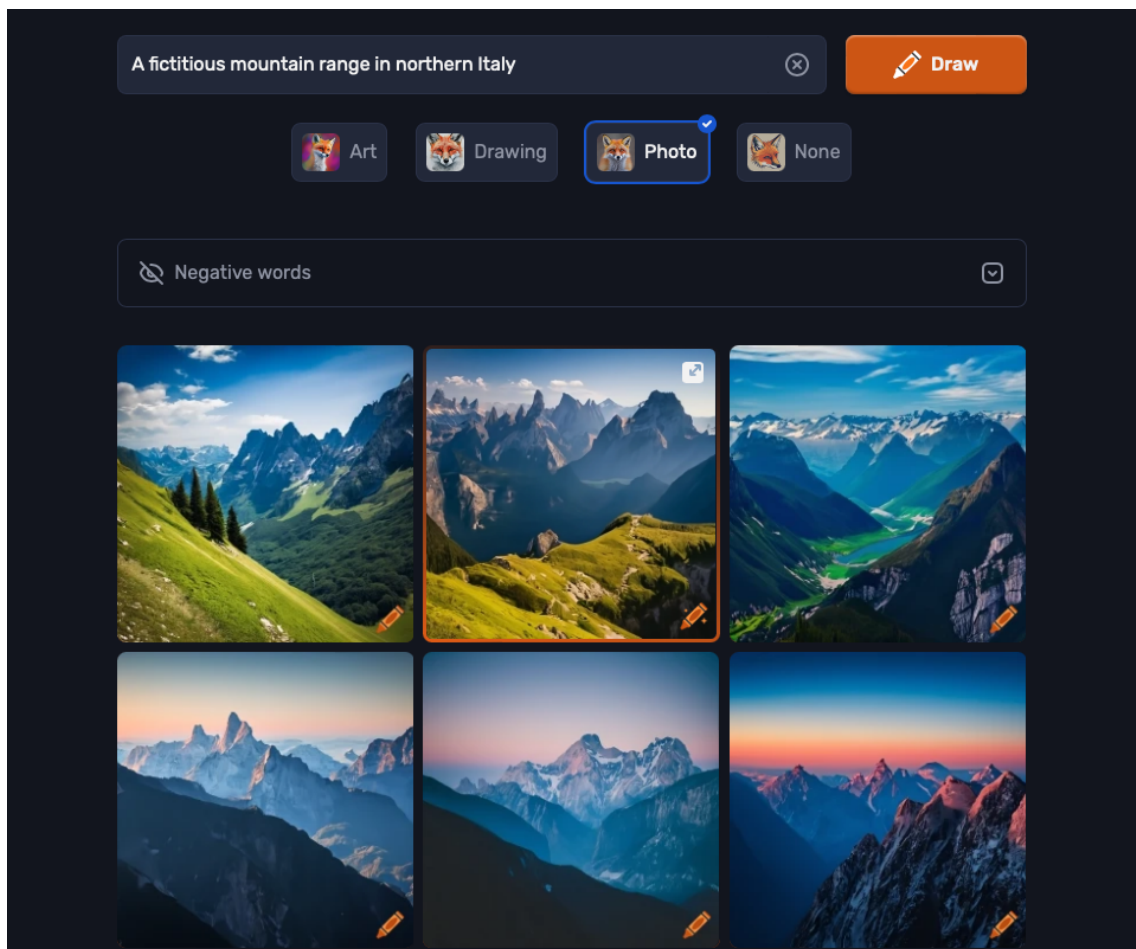 A fictitious mountain range in northern Italy
Draw
Art
Drawing
Photo
None
Negative words